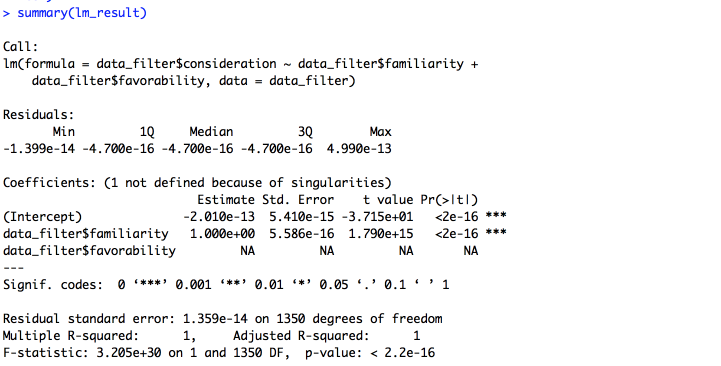 > summary(lm_result)
Call:
lm(formula = data_filter$consideration ~ data_filter$familiarity +
    data_filter$favorability, data = data_filter)
Residuals:
       Min         1Q     Median         3Q        Max
-1.399e-14 -4.700e-16 -4.700e-16 -4.700e-16  4.990e-13
Coefficients: (1 not defined because of singularities)
                           Estimate Std. Error    t value Pr(>|t|)
(Intercept)              -2.010e-13  5.410e-15 -3.715e+01   <2e-16 ***
data_filter$familiarity   1.000e+00  5.586e-16  1.790e+15   <2e-16 ***
data_filter$favorability         NA         NA         NA       NA
---
Signif. codes:  0 ‘***’ 0.001 ‘**’ 0.01 ‘*’ 0.05 ‘.’ 0.1 ‘ ’ 1
Residual standard error: 1.359e-14 on 1350 degrees of freedom
Multiple R-squared:      1,     Adjusted R-squared:      1
F-statistic: 3.205e+30 on 1 and 1350 DF,  p-value: < 2.2e-16